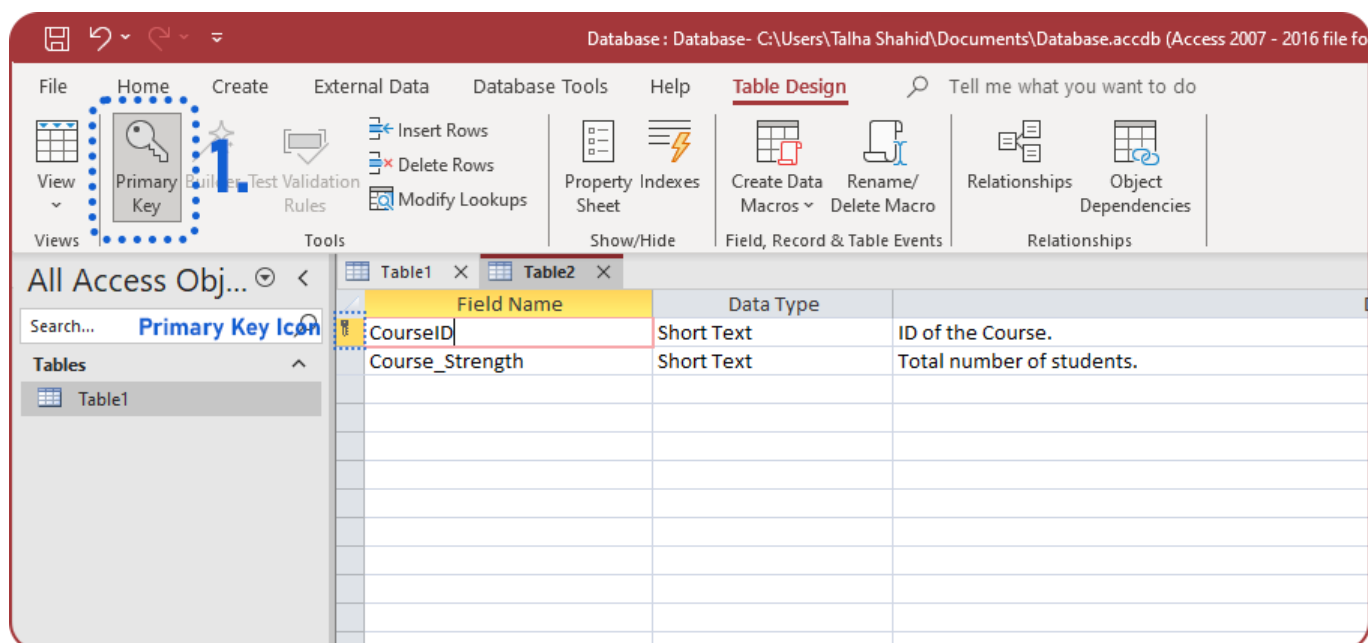 Database : Database- C:\Users\Talha Shahid\Documents\Database.accdb (Access 2007 - 2016 file fo
File Home Create External Data Database Tools Help Table Design Tell me what you want to do
View
Primary Key
1.
Builder
Test Validation Rules
Insert Rows
Delete Rows
Modify Lookups
Property Sheet
Indexes
Create Data Macros
Rename/ Delete Macro
Relationships
Object Dependencies
Views Tools Show/Hide Field, Record & Table Events Relationships
All Access Obj...
Search...
Primary Key Icon
Tables
Table1
Table1 Table2
Field Name Data Type
CourseID Short Text ID of the Course.
Course_Strength Short Text Total number of students.